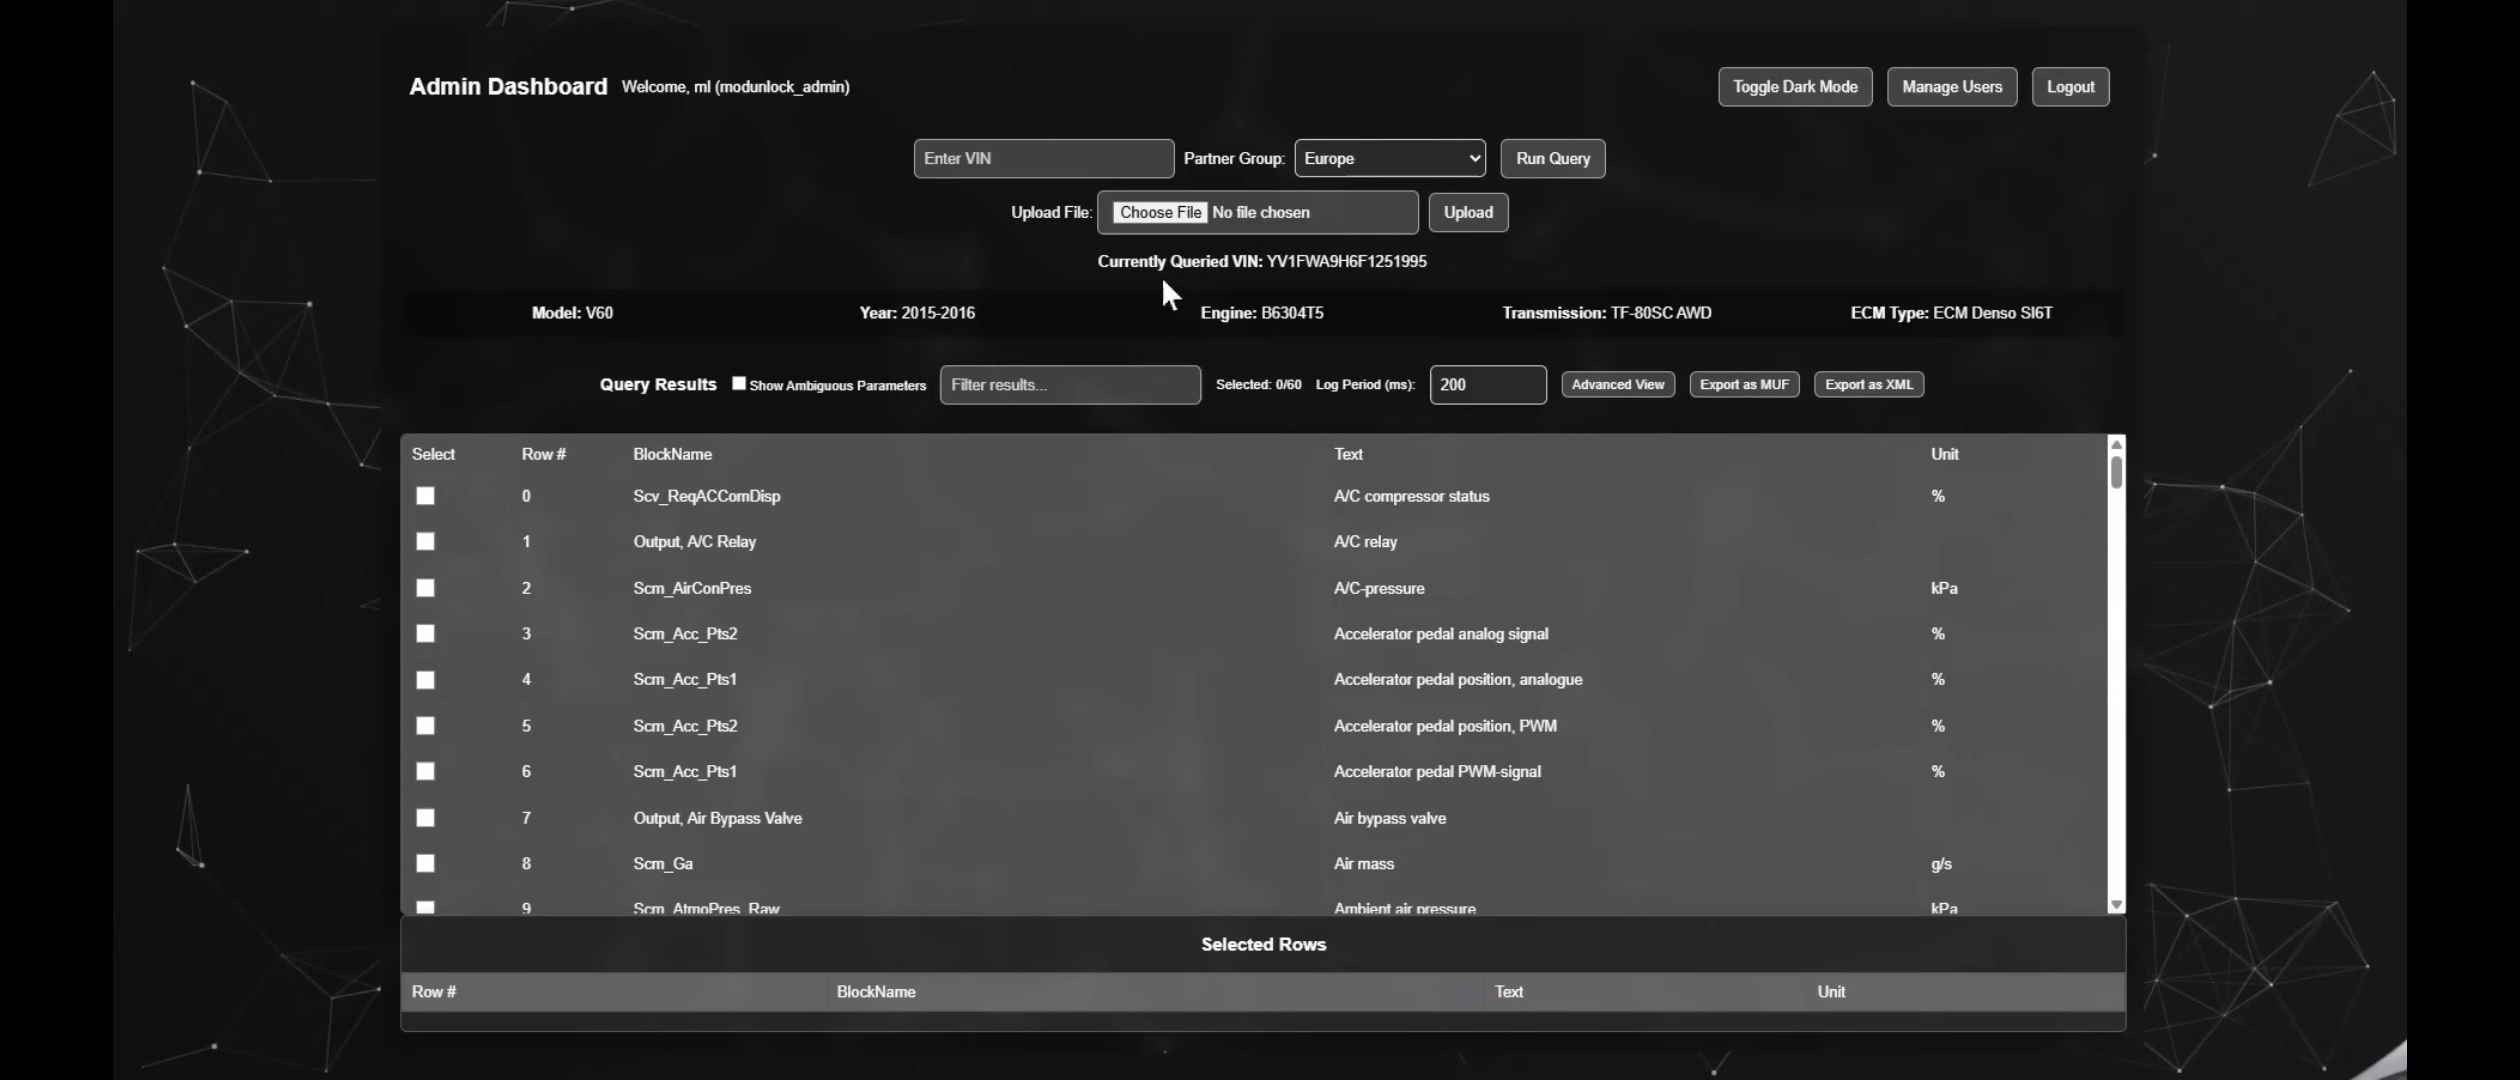 Admin Dashboard Welcome, ml (modunlock_admin) Toggle Dark Mode Manage Users Logout
Enter VIN Partner Group: Europe Run Query
Upload File: Choose File No file chosen Upload
Currently Queried VIN: YV1FWA9H6F1251995
Model: V60 Year: 2015-2016 Engine: B6304T5 Transmission: TF-80SC AWD ECM Type: ECM Denso SI6T
Query Results Show Ambiguous Parameters Filter results... Selected: 0/60 Log Period (ms): 200 Advanced View Export as MUF Export as XML
Select Row # BlockName Text Unit
0 Scv_ReqACComDisp A/C compressor status %
1 Output, A/C Relay A/C relay
2 Scm_AirConPres A/C-pressure kPa
3 Scm_Acc_Pts2 Accelerator pedal analog signal %
4 Scm_Acc_Pts1 Accelerator pedal position, analogue %
5 Scm_Acc_Pts2 Accelerator pedal position, PWM %
6 Scm_Acc_Pts1 Accelerator pedal PWM-signal %
7 Output, Air Bypass Valve Air bypass valve
8 Scm_Ga Air mass g/s
9 Scm_AtmoPres_Raw Ambient air pressure kPa
Selected Rows
Row # BlockName Text Unit